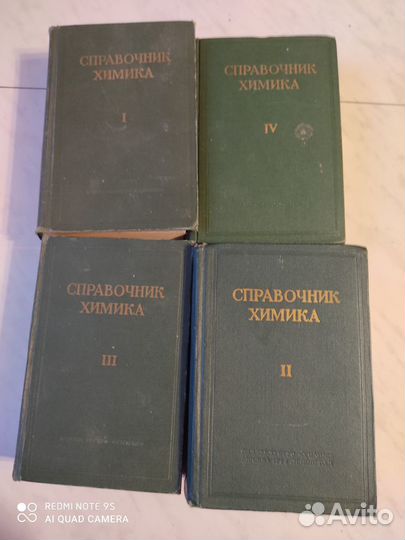 СПРАВОЧНИК
ХИМИКА
I
СПРАВОЧНИК
ХИМИКА
IV
СПРАВОЧНИК
ХИМИКА
III
СПРАВОЧНИК
ХИМИКА
II
REDMI NOTE 9S
AI QUAD CAMERA
Avito